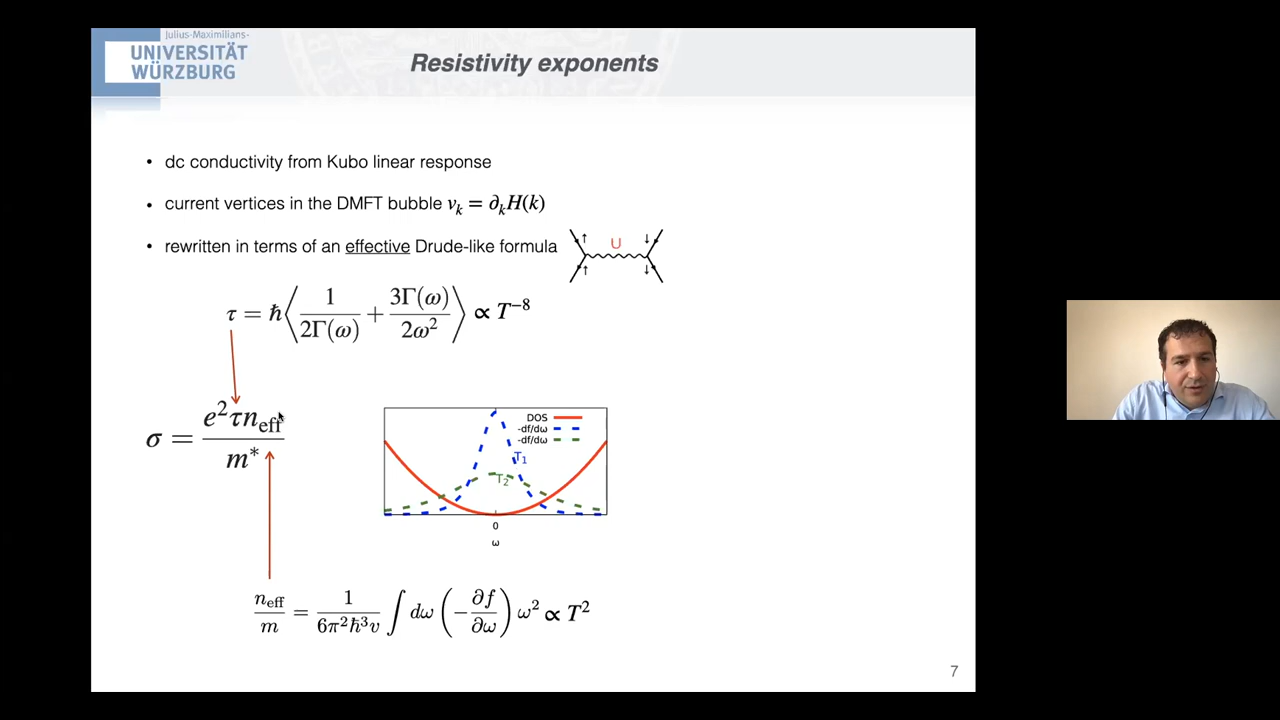 Julius-Maximilians-
UNIVERSITÄT
WÜRZBURG
Resistivity exponents
• dc conductivity from Kubo linear response
• current vertices in the DMFT bubble v_k = ∂_kH(k)
• rewritten in terms of an effective Drude-like formula
↑ U ↓
↑ ↓
τ = ħ⟨ 1/2Γ(ω) + 3Γ(ω)/2ω² ⟩ ∝ T⁻⁸
σ = e²τn_eff/m*
DOS
-df/dω
-df/dω
T₁
T₂
0
ω
n_eff/m = 1/6π²ħ³v ∫ dω (−∂f/∂ω) ω² ∝ T²
7